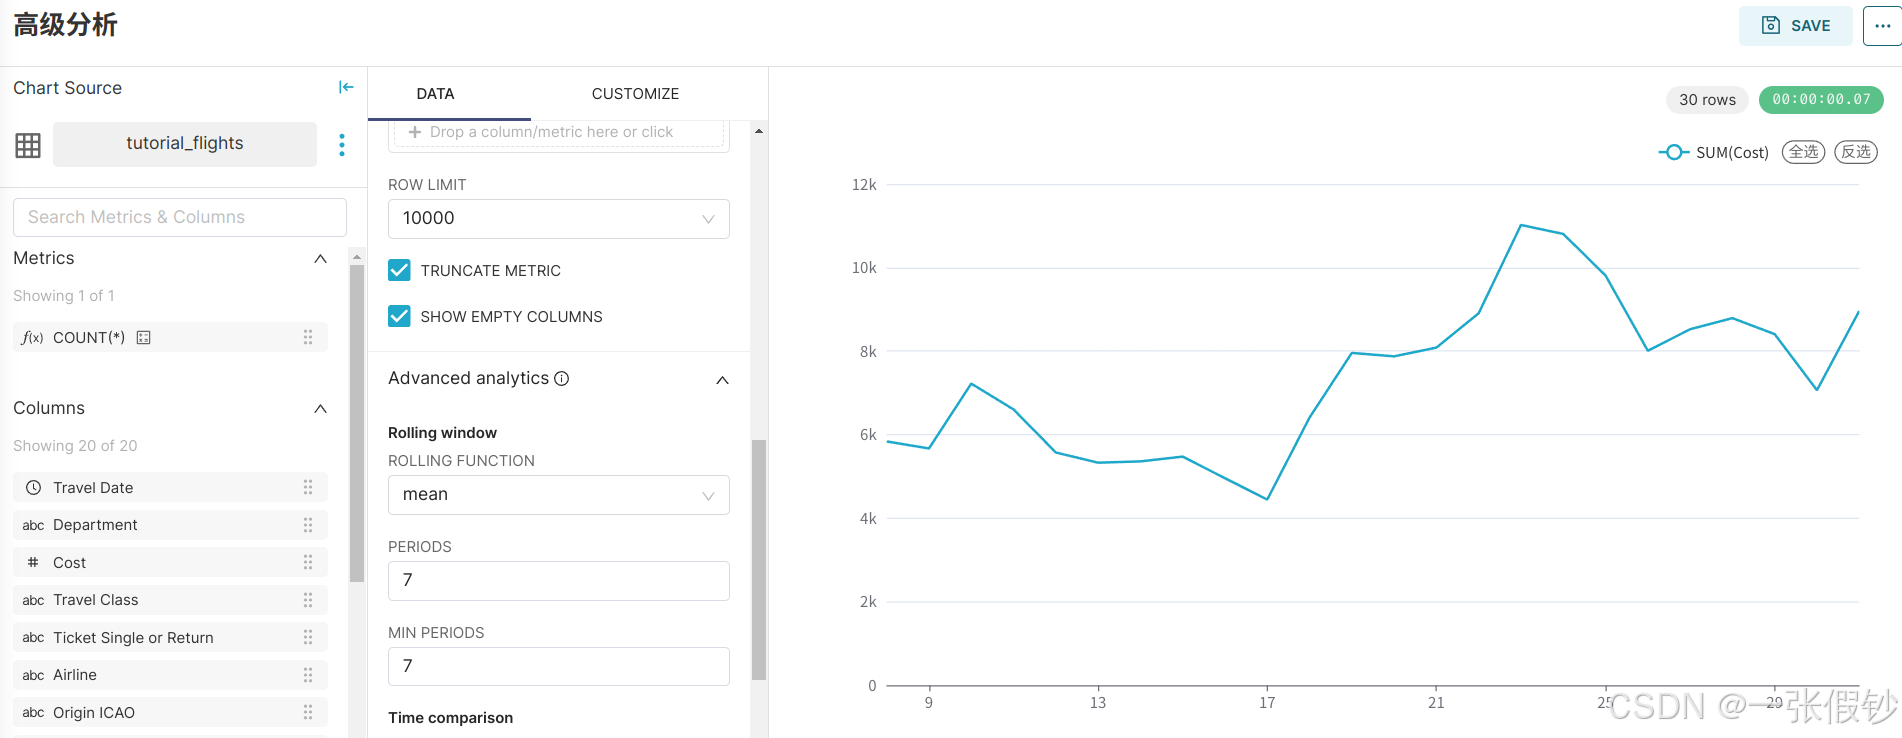 高级分析
SAVE
Chart Source
tutorial_flights
Search Metrics & Columns
Metrics
Showing 1 of 1
f(x) COUNT(*)
Columns
Showing 20 of 20
Travel Date
abc Department
# Cost
abc Travel Class
abc Ticket Single or Return
abc Airline
abc Origin ICAO
DATA
CUSTOMIZE
+ Drop a column/metric here or click
ROW LIMIT
10000
TRUNCATE METRIC
SHOW EMPTY COLUMNS
Advanced analytics
Rolling window
ROLLING FUNCTION
mean
PERIODS
7
MIN PERIODS
7
Time comparison
30 rows
00:00:00.07
SUM(Cost) 全选 反选
12k
10k
8k
6k
4k
2k
0
9 13 17 21 25 29
CSDN @一张假钞